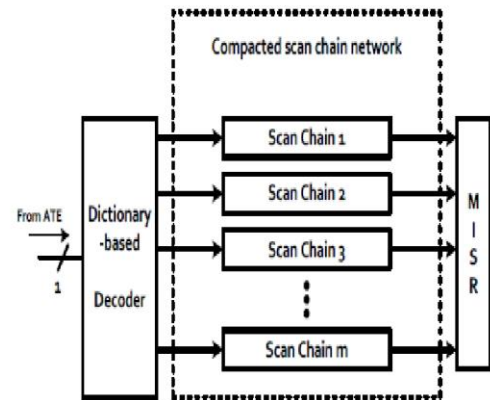 Compacted scan chain network
From ATE
1
Dictionary
-based
Decoder
Scan Chain 1
Scan Chain 2
Scan Chain 3
Scan Chain m
M
I
S
R